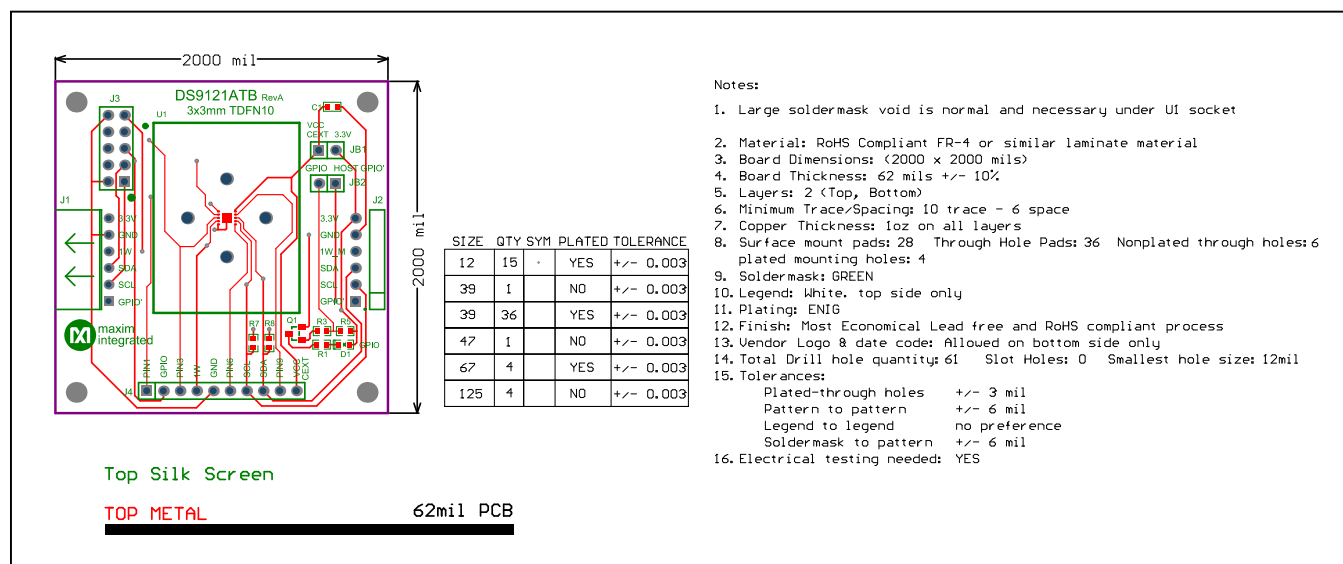 2000 mil
2000 mil
DS9121ATB RevA
3x3mm TDFN10
J3
U1
C1
VCC
CEXT 3.3V
JB1
GPIO HOST GPIO'
JB2
J1
3.3V
GND
1W
SDA
SCL
GPIO'
J2
3.3V
GND
1W_M
SDA
SCL
GPIO'
maxim
integrated
R7 R8
Q1
R3 R5
R1 D1 GPIO
J4
PIN1
GPIO
PIN3
1W
GND
PIN6
SCL
SDA
PIN9
VCC
CEXT
SIZE QTY SYM PLATED TOLERANCE
12 15 YES +/- 0.003
39 1 NO +/- 0.003
39 36 YES +/- 0.003
47 1 NO +/- 0.003
67 4 YES +/- 0.003
125 4 NO +/- 0.003
Top Silk Screen
TOP METAL
62mil PCB
Notes:
1. Large soldermask void is normal and necessary under U1 socket
2. Material: RoHS Compliant FR-4 or similar laminate material
3. Board Dimensions: (2000 x 2000 mils)
4. Board Thickness: 62 mils +/- 10%
5. Layers: 2 (Top, Bottom)
6. Minimum Trace/Spacing: 10 trace - 6 space
7. Copper Thickness: 1oz on all layers
8. Surface mount pads: 28 Through Hole Pads: 36 Nonplated through holes: 6
plated mounting holes: 4
9. Soldermask: GREEN
10. Legend: White, top side only
11. Plating: ENIG
12. Finish: Most Economical Lead free and RoHS compliant process
13. Vendor Logo & date code: Allowed on bottom side only
14. Total Drill hole quantity: 61 Slot Holes: 0 Smallest hole size: 12mil
15. Tolerances:
Plated-through holes +/- 3 mil
Pattern to pattern +/- 6 mil
Legend to legend no preference
Soldermask to pattern +/- 6 mil
16. Electrical testing needed: YES